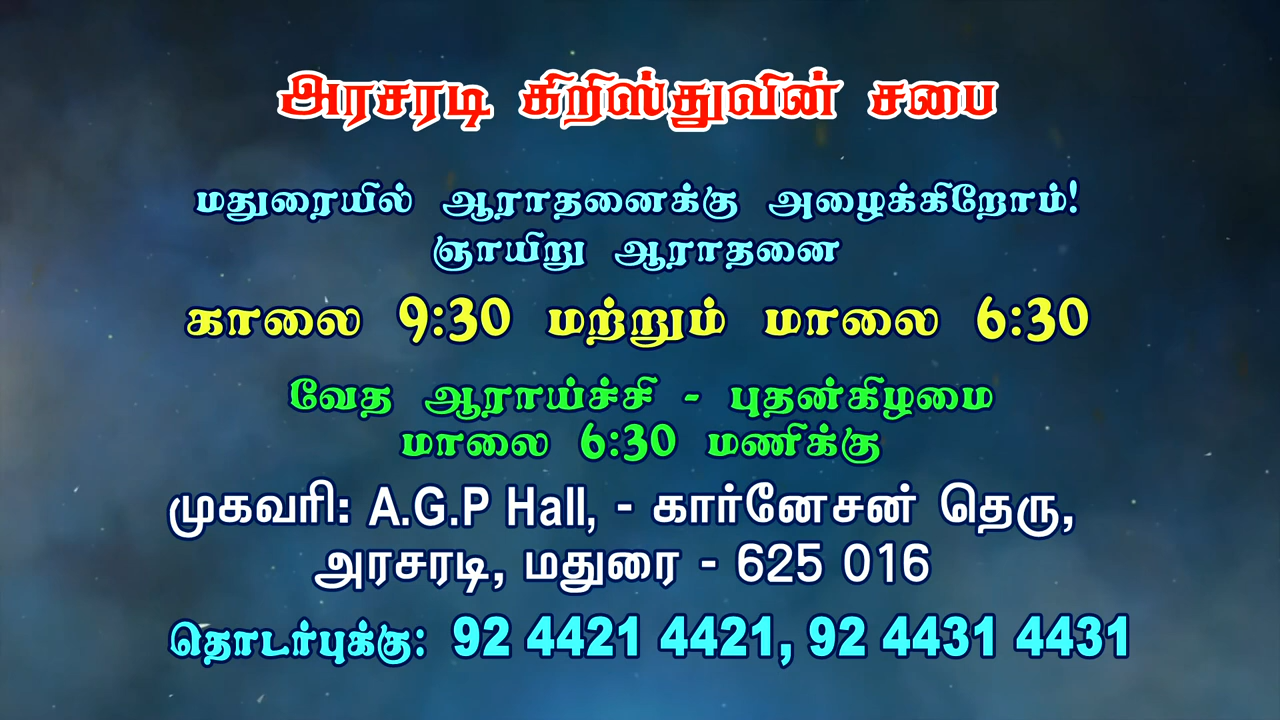 அரசரடி கிறிஸ்துவின் சபை
மதுரையில் ஆராதனைக்கு அழைக்கிறோம்!
ஞாயிறு ஆராதனை
காலை 9:30 மற்றும் மாலை 6:30
வேத ஆராய்ச்சி - புதன்கிழமை
மாலை 6:30 மணிக்கு
முகவரி: A.G.P Hall, - கார்னேசன் தெரு,
அரசரடி, மதுரை - 625 016
தொடர்புக்கு: 92 4421 4421, 92 4431 4431